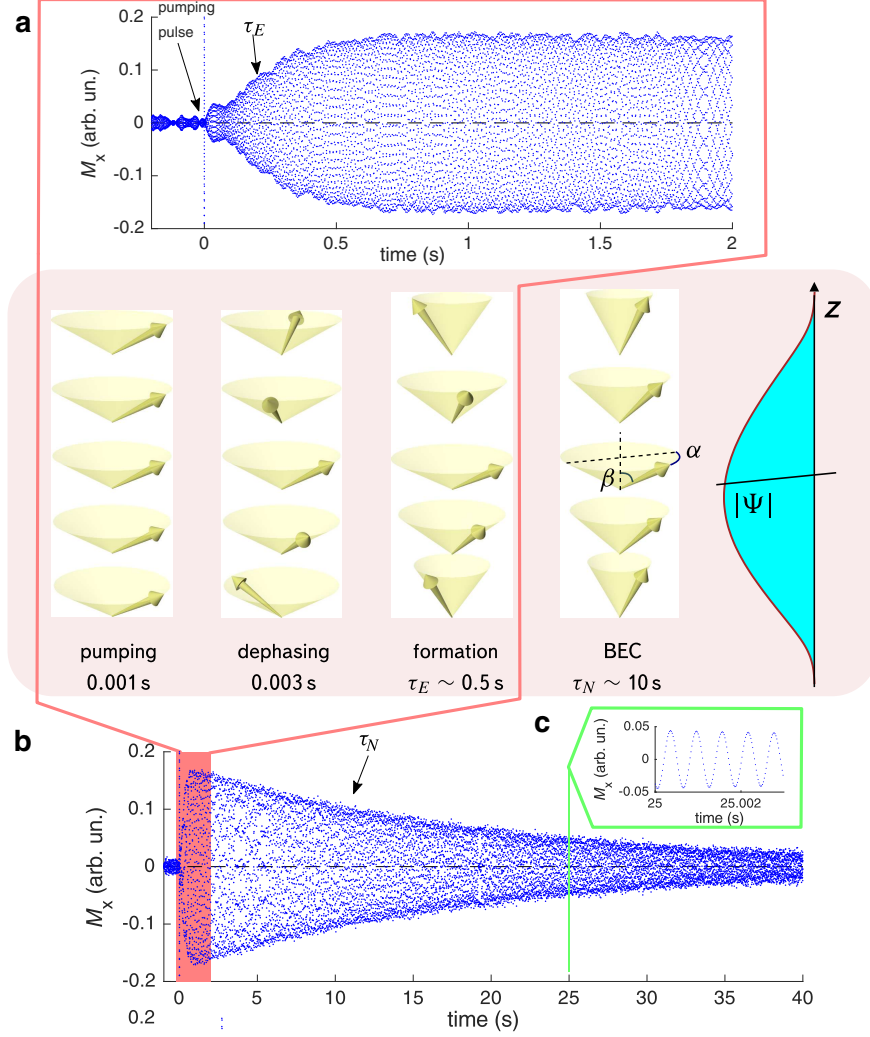 a
pumping
pulse
τ_E
0.2
0.1
0
-0.1
-0.2
M_x (arb. un.)
0 0.5 1 1.5 2
time (s)
z
α
β
|Ψ|
pumping dephasing formation BEC
0.001 s 0.003 s τ_E ∼ 0.5 s τ_N ∼ 10 s
b
τ_N
0.2
0.1
0
-0.1
-0.2
M_x (arb. un.)
0 5 10 15 20 25 30 35 40
time (s)
0.2
c
0.05
0
-0.05
M_x (arb. un.)
25 25.002
time (s)